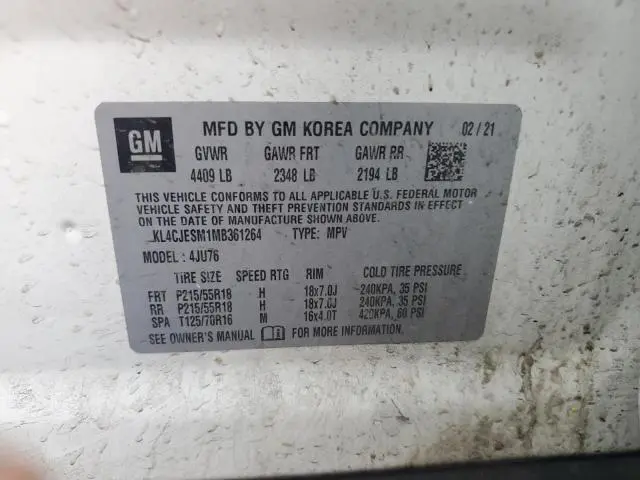 GM
MFD BY GM KOREA COMPANY 02 / 21
GVWR GAWR FRT GAWR RR
4409 LB 2348 LB 2194 LB
THIS VEHICLE CONFORMS TO ALL APPLICABLE U.S. FEDERAL MOTOR
VEHICLE SAFETY AND THEFT PREVENTION STANDARDS IN EFFECT
ON THE DATE OF MANUFACTURE SHOWN ABOVE.
KL4CJESM1MB361264 TYPE: MPV
MODEL : 4JU76
TIRE SIZE SPEED RTG RIM COLD TIRE PRESSURE
FRT P215/55R18 H 18x7.0J 240KPA, 35 PSI
RR P215/55R18 H 18x7.0J 240KPA, 35 PSI
SPA T125/70R16 M 16x4.0T 420KPA, 60 PSI
SEE OWNER'S MANUAL FOR MORE INFORMATION.